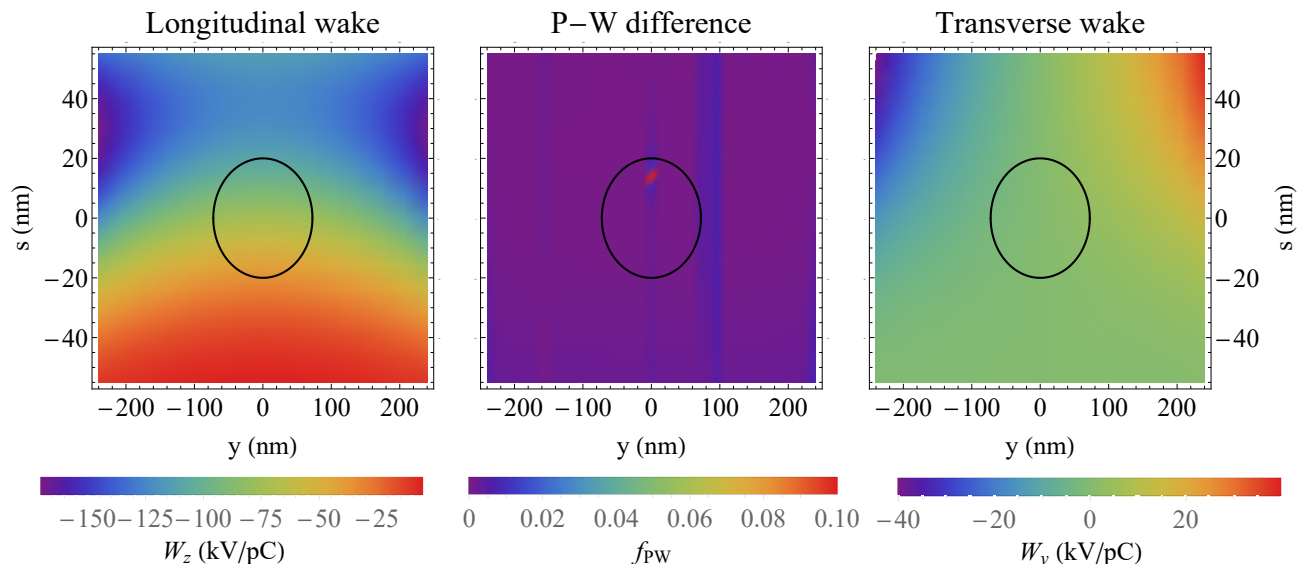 Longitudinal wake
P−W difference
Transverse wake
s (nm)
40
20
0
−20
−40
40
20
0
−20
−40
s (nm)
−200 −100 0 100 200
−200 −100 0 100 200
−200 −100 0 100 200
y (nm)
y (nm)
y (nm)
−150 −125 −100 −75 −50 −25
0 0.02 0.04 0.06 0.08 0.10
−40 −20 0 20
W_z (kV/pC)
f_PW
W_y (kV/pC)